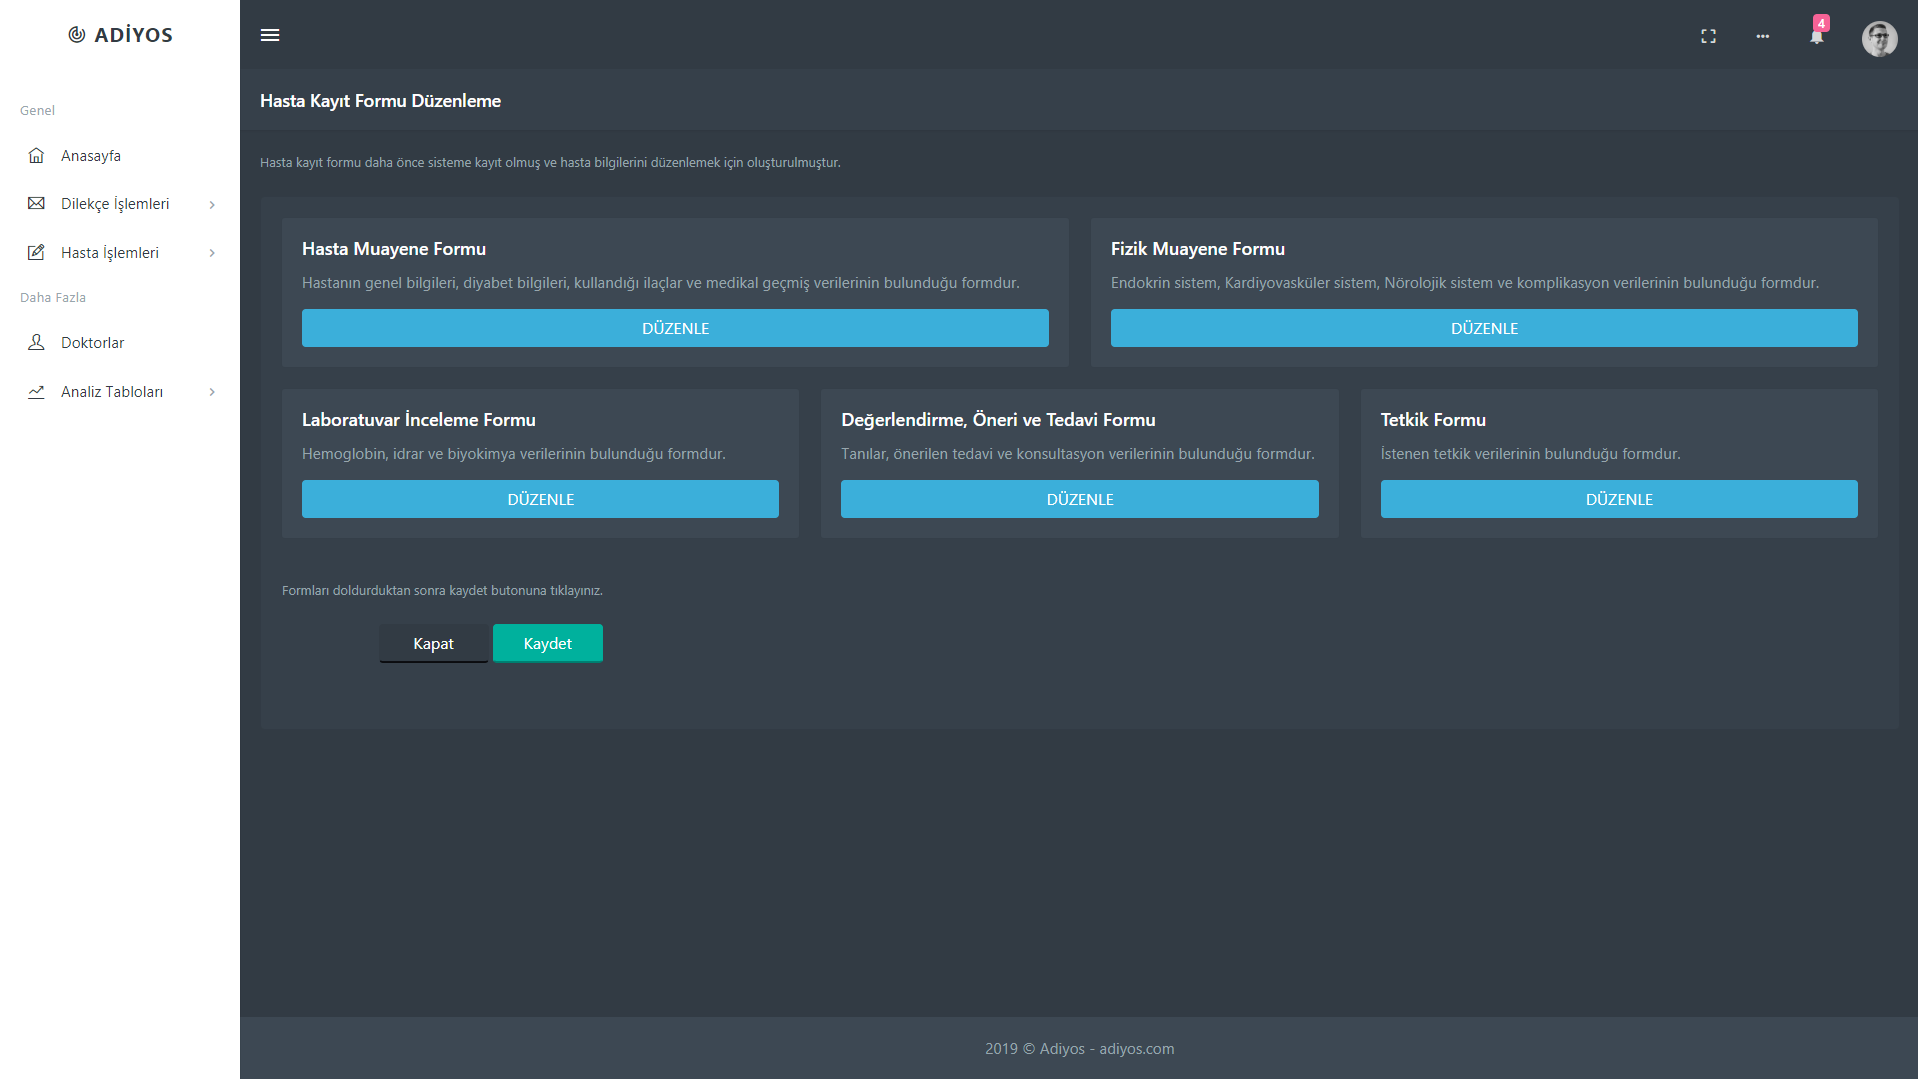 ADİYOS
Genel
Anasayfa
Dilekçe İşlemleri
Hasta İşlemleri
Daha Fazla
Doktorlar
Analiz Tabloları
4
Hasta Kayıt Formu Düzenleme
Hasta kayıt formu daha önce sisteme kayıt olmuş ve hasta bilgilerini düzenlemek için oluşturulmuştur.
Hasta Muayene Formu
Hastanın genel bilgileri, diyabet bilgileri, kullandığı ilaçlar ve medikal geçmiş verilerinin bulunduğu formdur.
DÜZENLE
Fizik Muayene Formu
Endokrin sistem, Kardiyovasküler sistem, Nörolojik sistem ve komplikasyon verilerinin bulunduğu formdur.
DÜZENLE
Laboratuvar İnceleme Formu
Hemoglobin, idrar ve biyokimya verilerinin bulunduğu formdur.
DÜZENLE
Değerlendirme, Öneri ve Tedavi Formu
Tanılar, önerilen tedavi ve konsultasyon verilerinin bulunduğu formdur.
DÜZENLE
Tetkik Formu
İstenen tetkik verilerinin bulunduğu formdur.
DÜZENLE
Formları doldurduktan sonra kaydet butonuna tıklayınız.
Kapat
Kaydet
2019 © Adiyos - adiyos.com